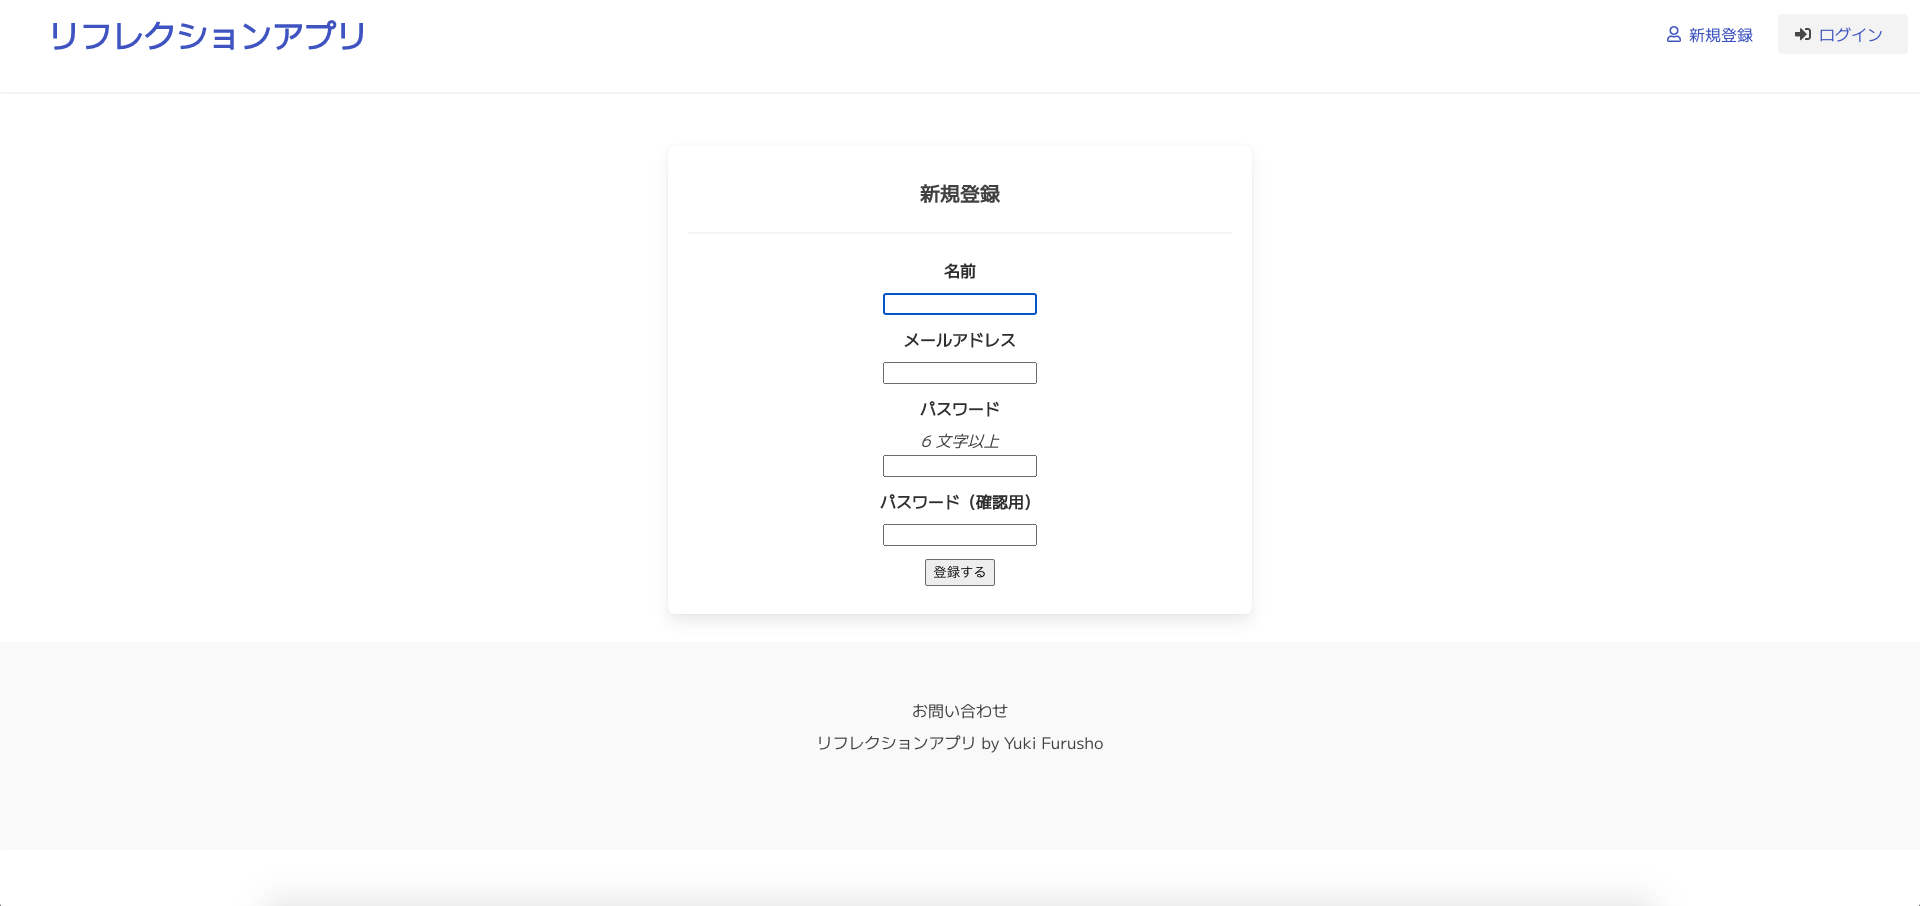 リフレクションアプリ
新規登録
ログイン
新規登録
名前
メールアドレス
パスワード
6 文字以上
パスワード（確認用）
登録する
お問い合わせ
リフレクションアプリ by Yuki Furusho